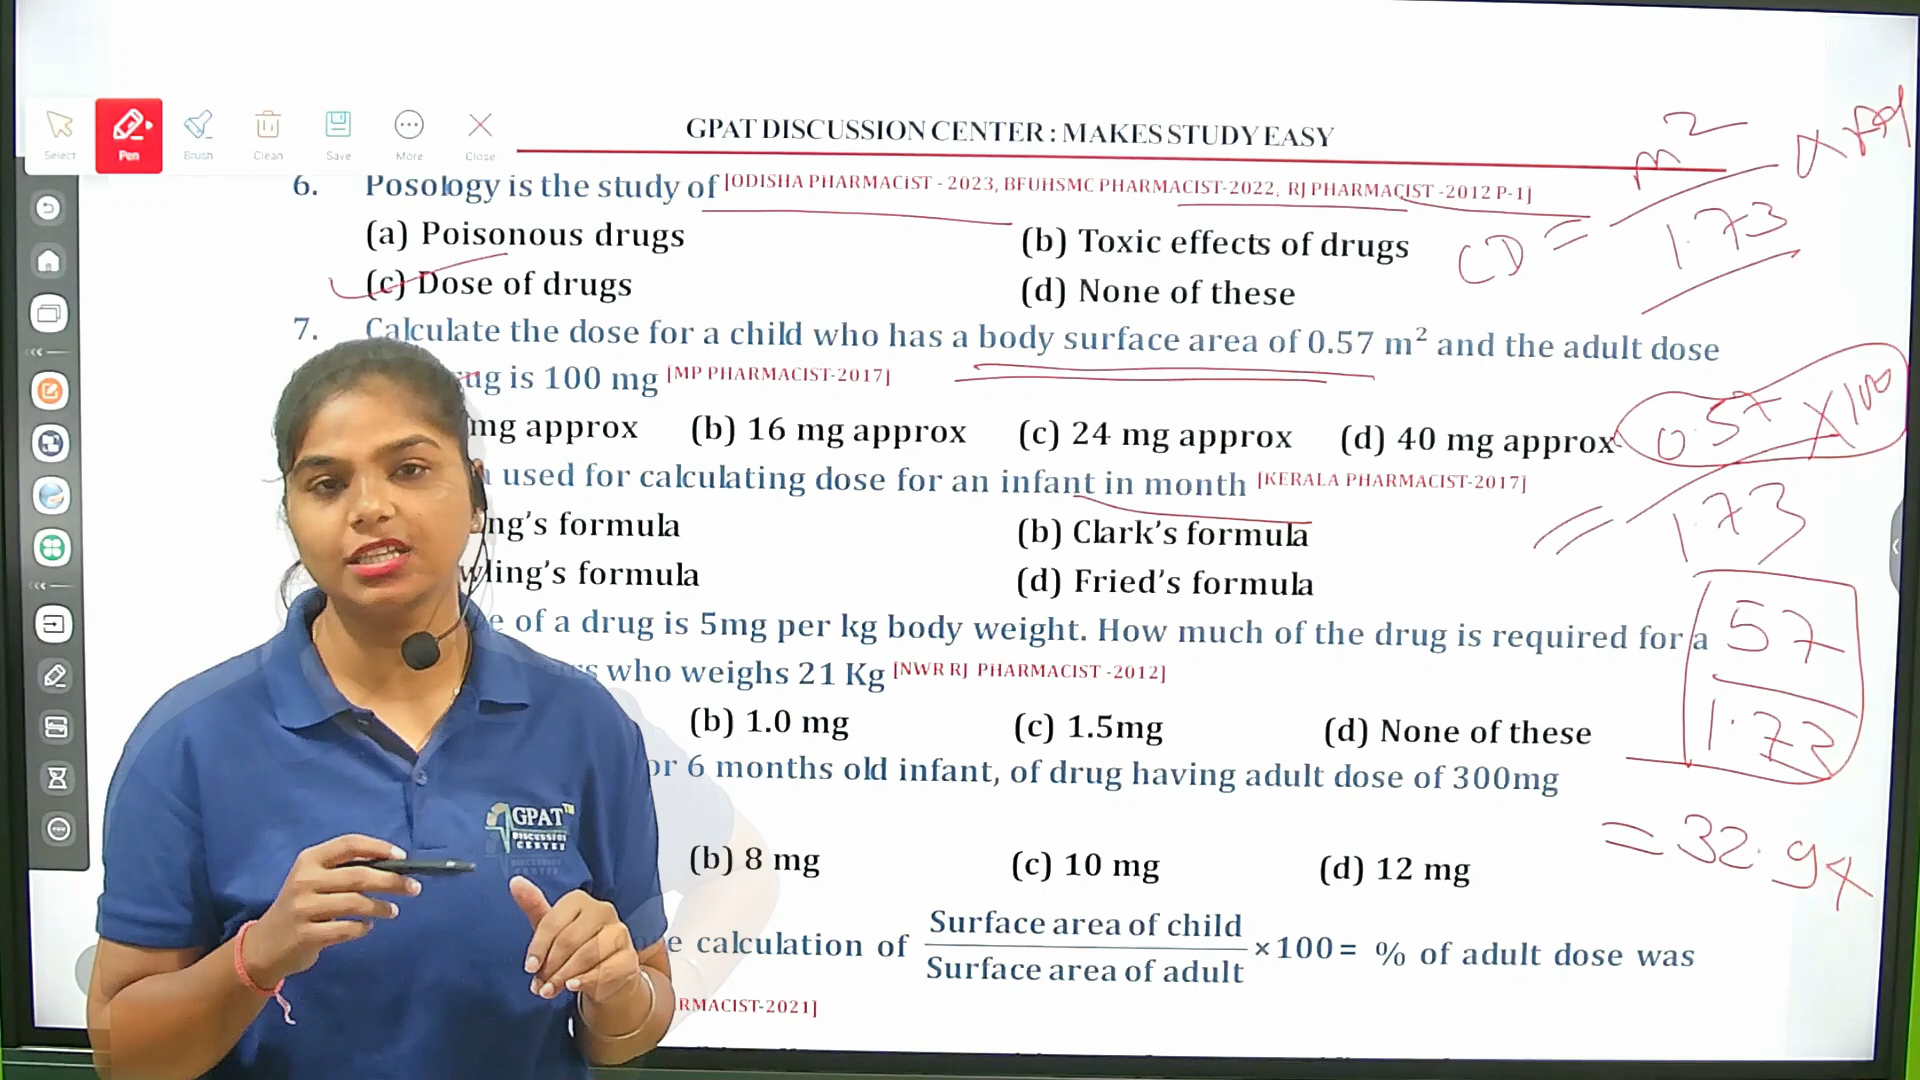 Select Pen Brush Clean Save More Close
GPAT DISCUSSION CENTER : MAKES STUDY EASY
6. Posology is the study of [ODISHA PHARMACIST - 2023, BFUHSMC PHARMACIST-2022, RJ PHARMACIST -2012 P-1]
(a) Poisonous drugs (b) Toxic effects of drugs
(c) Dose of drugs (d) None of these
CD = m² / 1.73
7. Calculate the dose for a child who has a body surface area of 0.57 m² and the adult dose
ug is 100 mg [MP PHARMACIST-2017]
mg approx (b) 16 mg approx (c) 24 mg approx (d) 40 mg approx
= 0.57 × 100 / 1.73
used for calculating dose for an infant in month [KERALA PHARMACIST-2017]
ng's formula (b) Clark's formula
wling's formula (d) Fried's formula
57 / 1.73
e of a drug is 5mg per kg body weight. How much of the drug is required for a
who weighs 21 Kg [NWR RJ PHARMACIST -2012]
(b) 1.0 mg (c) 1.5mg (d) None of these
or 6 months old infant, of drug having adult dose of 300mg
= 32.94
(b) 8 mg (c) 10 mg (d) 12 mg
e calculation of Surface area of child / Surface area of adult ×100 = % of adult dose was
RMACIST-2021]
GPAT™
DISCUSSION
CENTER